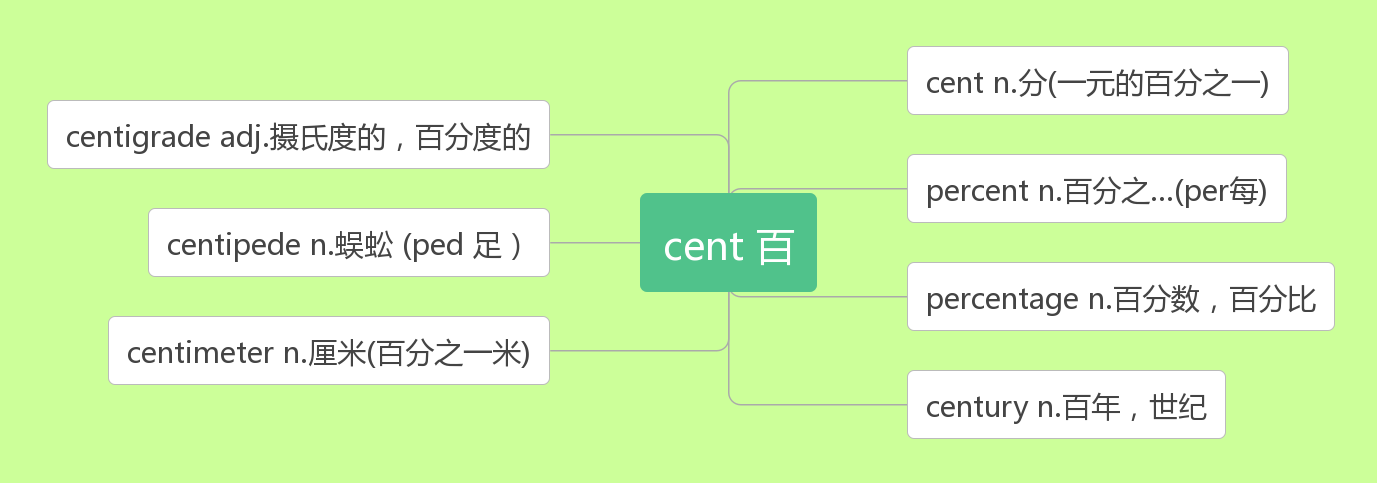 cent 百
cent n.分(一元的百分之一)
percent n.百分之...(per每)
percentage n.百分数，百分比
century n.百年，世纪
centigrade adj.摄氏度的，百分度的
centipede n.蜈蚣 (ped 足）
centimeter n.厘米(百分之一米)